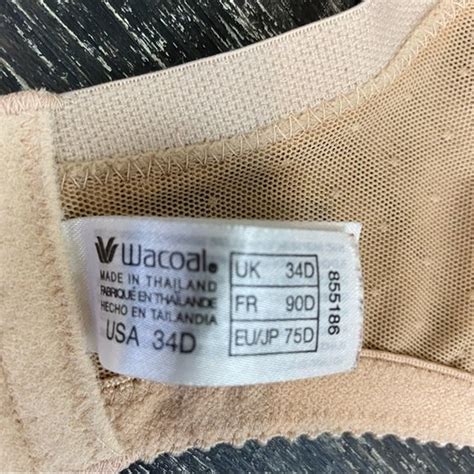 Wacoal®
MADE IN THAILAND
FABRIQUÉ EN THAÏLANDE
HECHO EN TAILANDIA
USA 34D
UK 34D
FR 90D
EU/JP 75D
855186